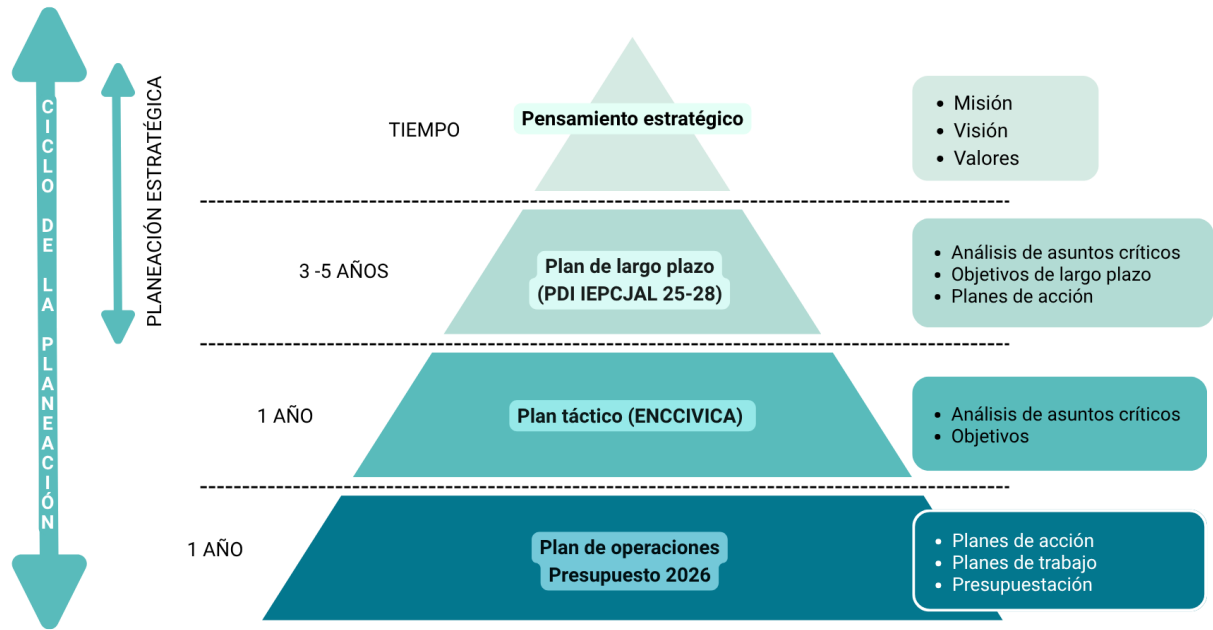 CICLO DE LA PLANEACIÓN
PLANEACIÓN ESTRATÉGICA
TIEMPO
Pensamiento estratégico
• Misión
• Visión
• Valores
3 -5 AÑOS
Plan de largo plazo
(PDI IEPCJAL 25-28)
• Análisis de asuntos críticos
• Objetivos de largo plazo
• Planes de acción
1 AÑO
Plan táctico (ENCCIVICA)
• Análisis de asuntos críticos
• Objetivos
1 AÑO
Plan de operaciones
Presupuesto 2026
• Planes de acción
• Planes de trabajo
• Presupuestación